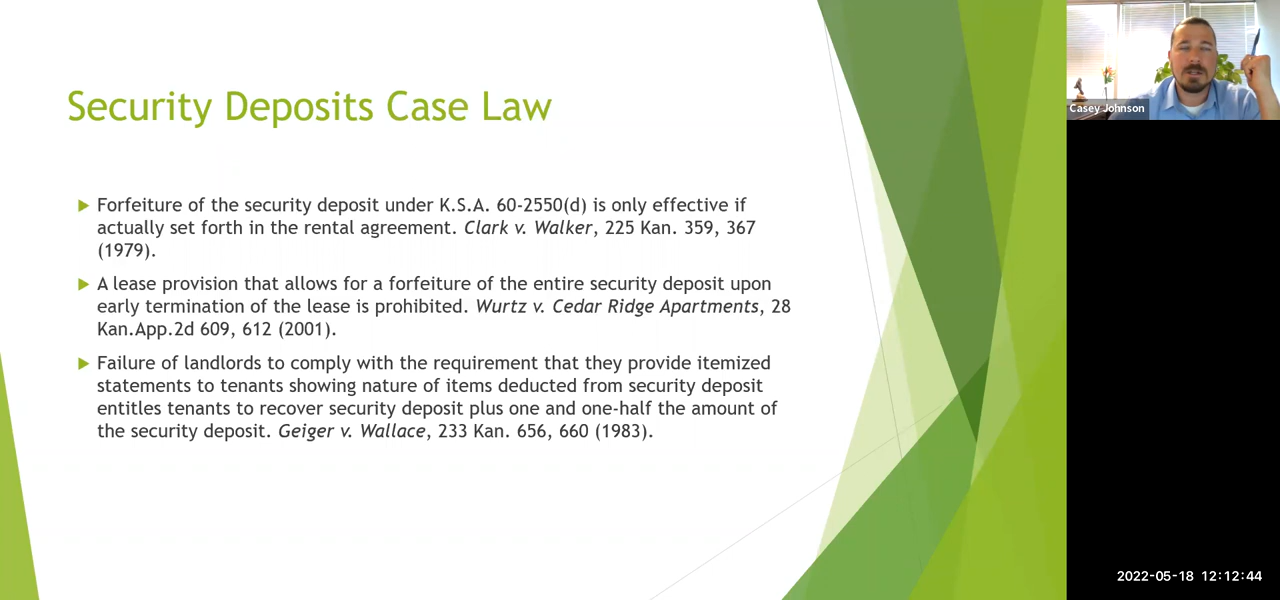 Security Deposits Case Law
Forfeiture of the security deposit under K.S.A. 60-2550(d) is only effective if
actually set forth in the rental agreement. Clark v. Walker, 225 Kan. 359, 367
(1979).
A lease provision that allows for a forfeiture of the entire security deposit upon
early termination of the lease is prohibited. Wurtz v. Cedar Ridge Apartments, 28
Kan.App.2d 609, 612 (2001).
Failure of landlords to comply with the requirement that they provide itemized
statements to tenants showing nature of items deducted from security deposit
entitles tenants to recover security deposit plus one and one-half the amount of
the security deposit. Geiger v. Wallace, 233 Kan. 656, 660 (1983).
Casey Johnson
2022-05-18 12:12:44